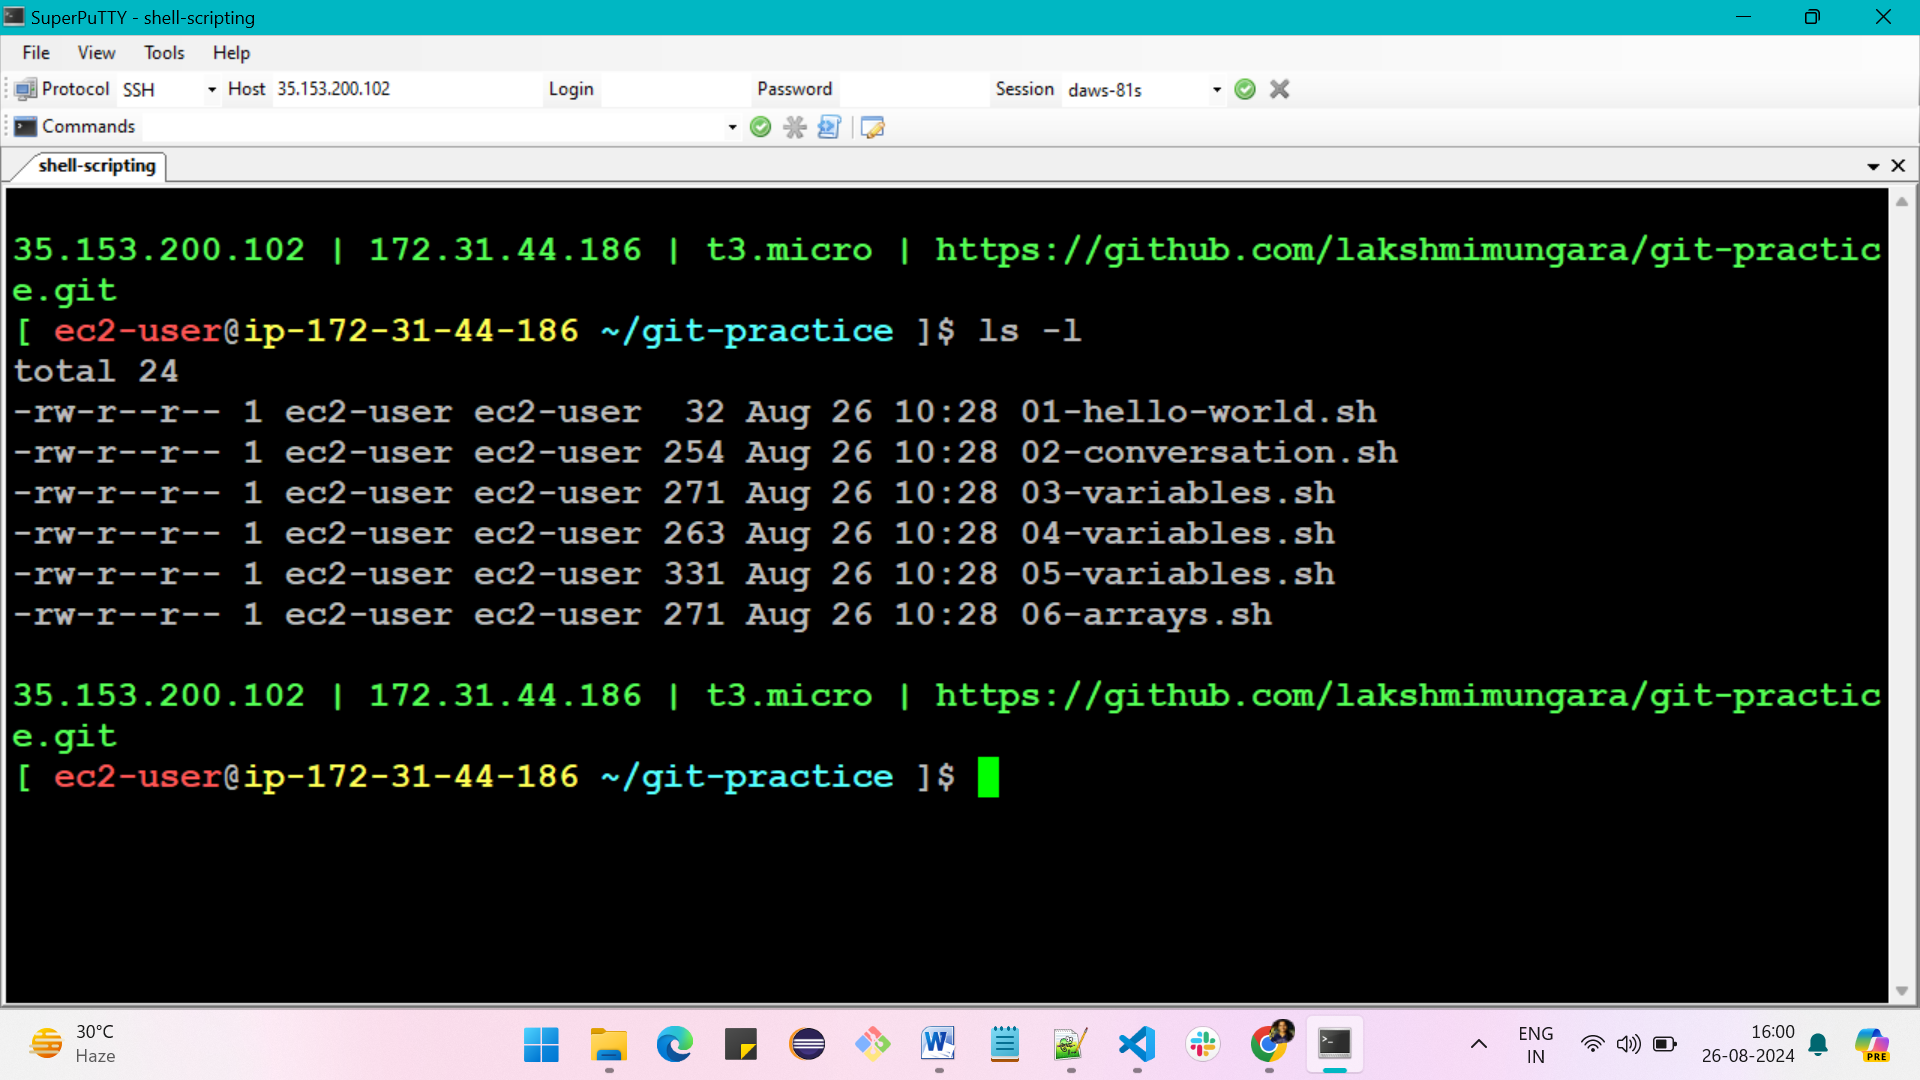 SuperPuTTY - shell-scripting
File View Tools Help
Protocol SSH Host 35.153.200.102 Login Password Session daws-81s
Commands
shell-scripting
35.153.200.102 | 172.31.44.186 | t3.micro | https://github.com/lakshmimungara/git-practic
e.git
[ ec2-user@ip-172-31-44-186 ~/git-practice ]$ ls -l
total 24
-rw-r--r-- 1 ec2-user ec2-user  32 Aug 26 10:28 01-hello-world.sh
-rw-r--r-- 1 ec2-user ec2-user 254 Aug 26 10:28 02-conversation.sh
-rw-r--r-- 1 ec2-user ec2-user 271 Aug 26 10:28 03-variables.sh
-rw-r--r-- 1 ec2-user ec2-user 263 Aug 26 10:28 04-variables.sh
-rw-r--r-- 1 ec2-user ec2-user 331 Aug 26 10:28 05-variables.sh
-rw-r--r-- 1 ec2-user ec2-user 271 Aug 26 10:28 06-arrays.sh
35.153.200.102 | 172.31.44.186 | t3.micro | https://github.com/lakshmimungara/git-practic
e.git
[ ec2-user@ip-172-31-44-186 ~/git-practice ]$
30°C
Haze
ENG
IN
16:00
26-08-2024
PRE